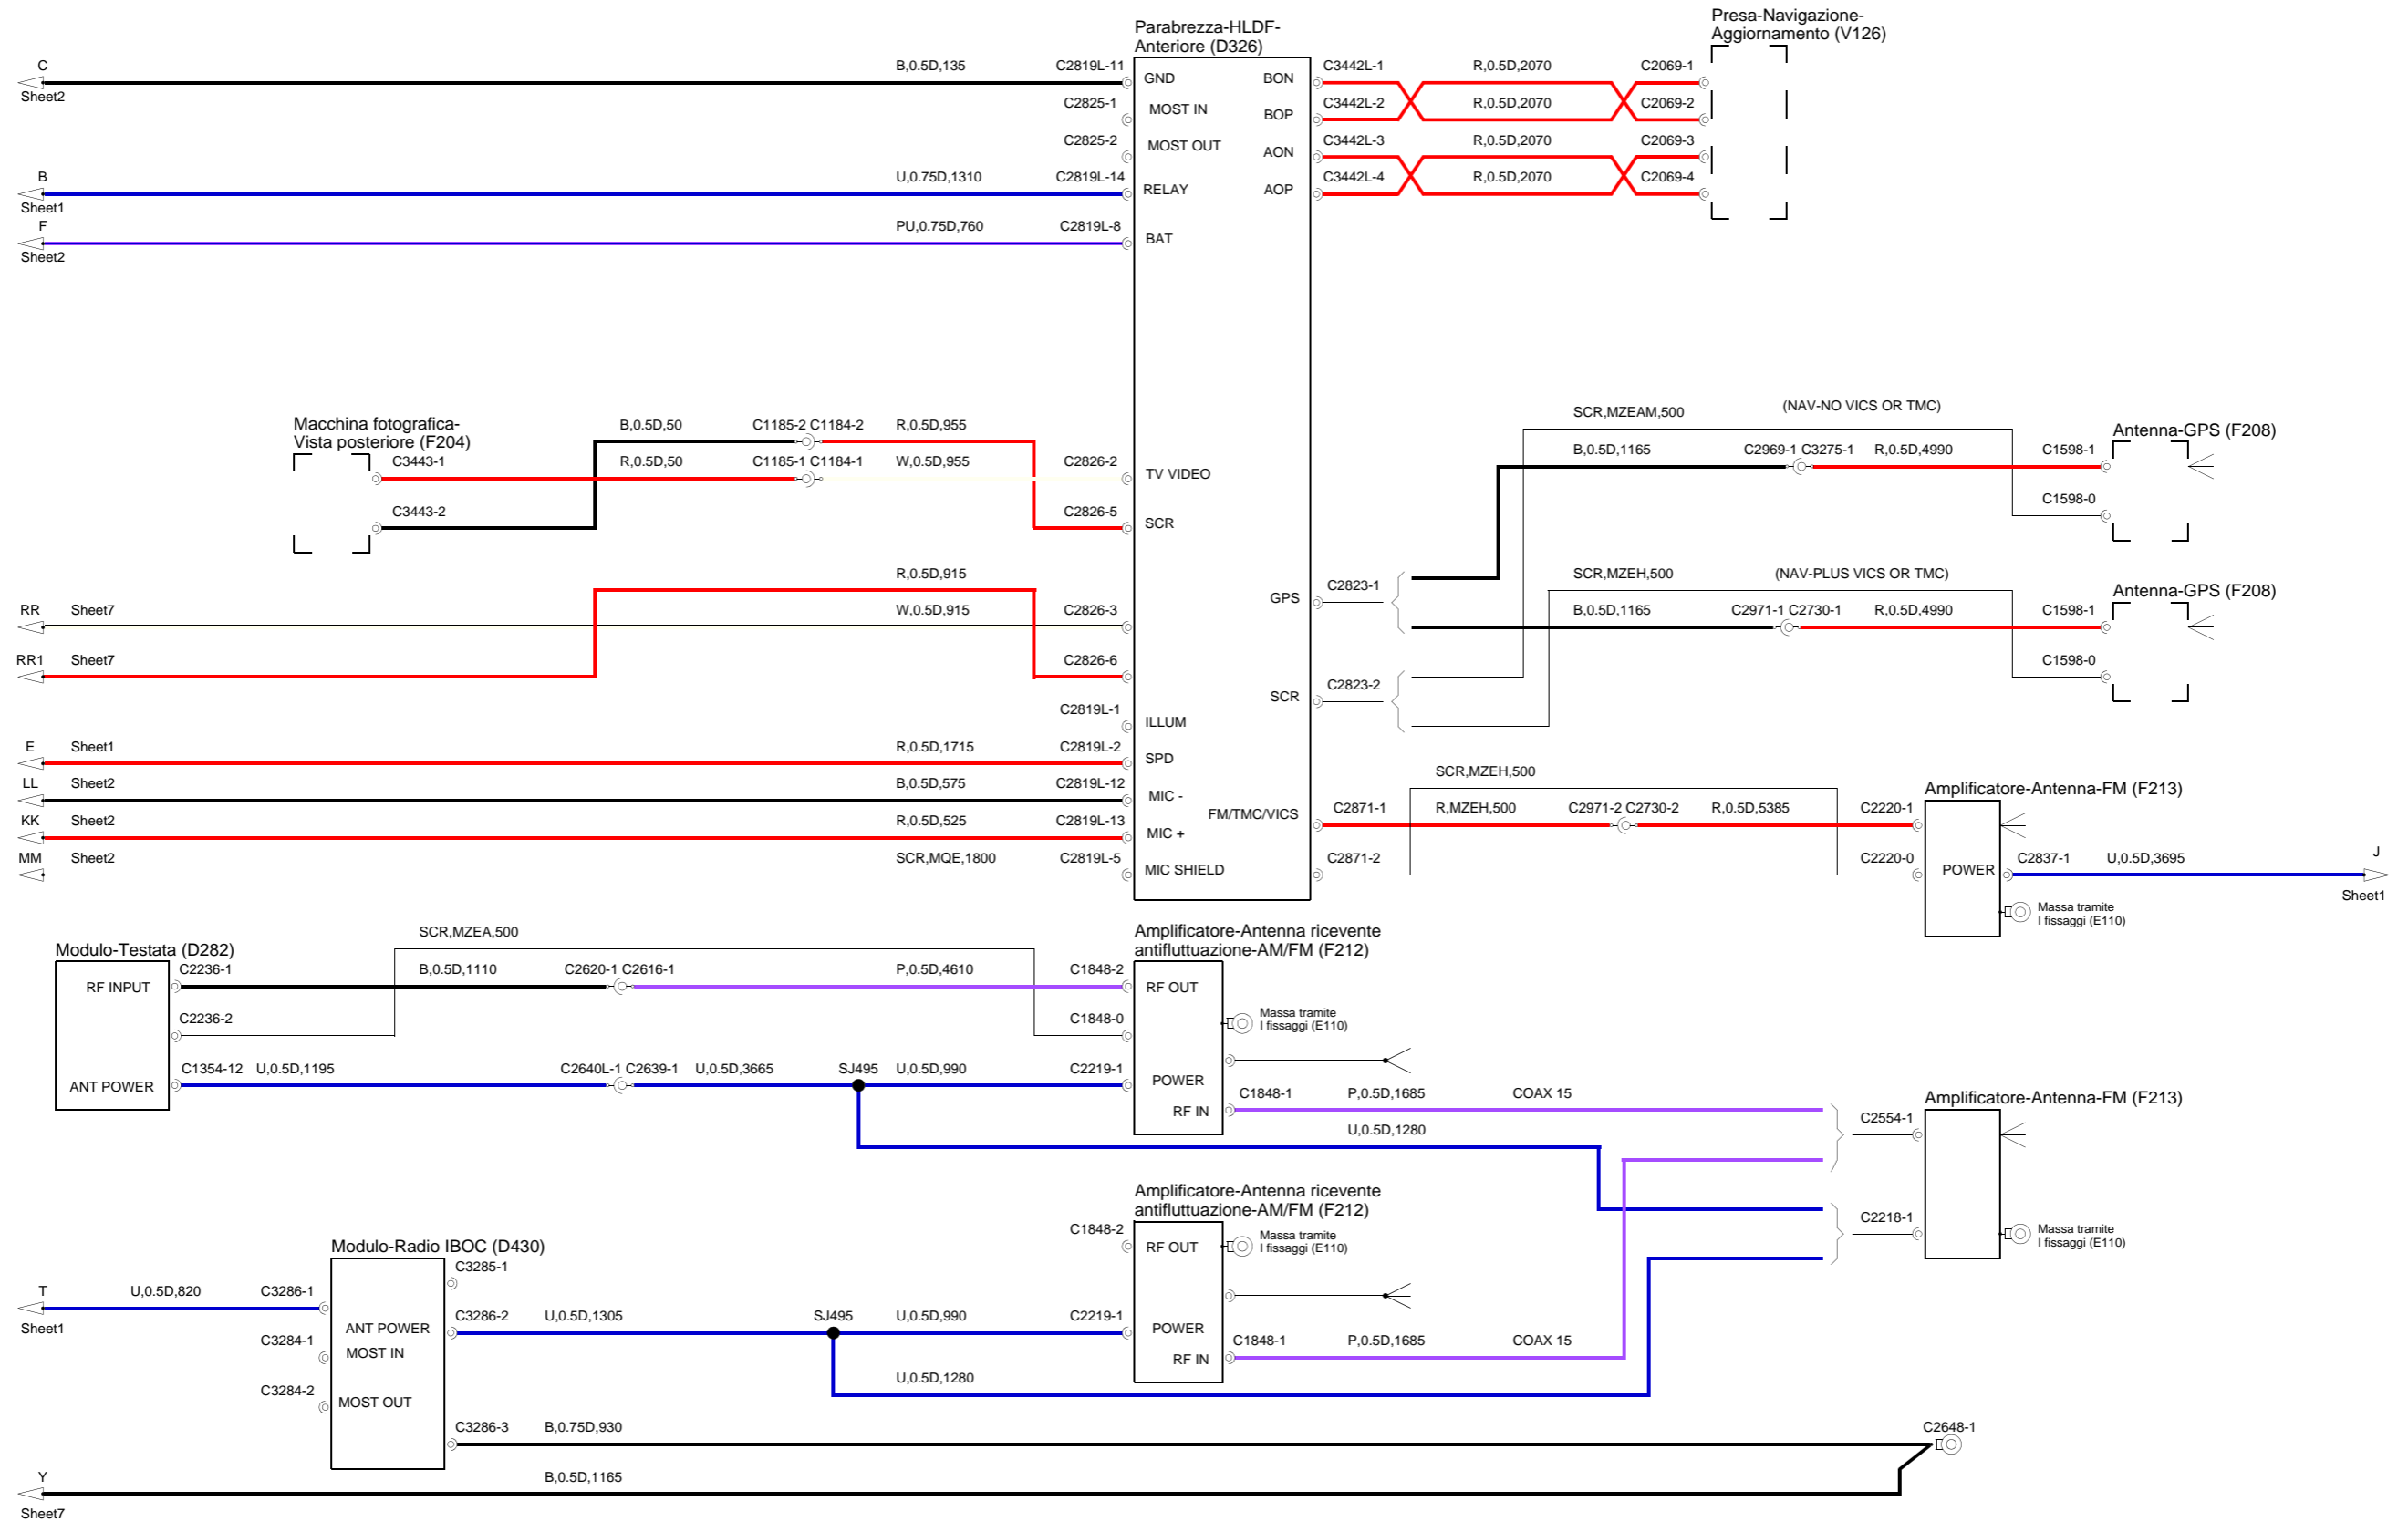 Parabrezza-HLDF-
Anteriore (D326)
Presa-Navigazione-
Aggiornamento (V126)
C
Sheet2
B,0.5D,135
C2819L-11
GND
BON
C3442L-1
R,0.5D,2070
C2069-1
C2825-1
MOST IN
BOP
C3442L-2
R,0.5D,2070
C2069-2
C2825-2
MOST OUT
AON
C3442L-3
R,0.5D,2070
C2069-3
B
Sheet1
U,0.75D,1310
C2819L-14
RELAY
AOP
C3442L-4
R,0.5D,2070
C2069-4
F
Sheet2
PU,0.75D,760
C2819L-8
BAT
Macchina fotografica-
Vista posteriore (F204)
C3443-1
C3443-2
B,0.5D,50
C1185-2 C1184-2
R,0.5D,955
R,0.5D,50
C1185-1 C1184-1
W,0.5D,955
C2826-2
TV VIDEO
C2826-5
SCR
SCR,MZEAM,500
(NAV-NO VICS OR TMC)
B,0.5D,1165
C2969-1 C3275-1
R,0.5D,4990
C1598-1
C1598-0
Antenna-GPS (F208)
R,0.5D,915
RR
Sheet7
W,0.5D,915
C2826-3
RR1
Sheet7
C2826-6
GPS
C2823-1
SCR,MZEH,500
(NAV-PLUS VICS OR TMC)
B,0.5D,1165
C2971-1 C2730-1
R,0.5D,4990
C1598-1
C1598-0
Antenna-GPS (F208)
SCR
C2823-2
C2819L-1
ILLUM
E
Sheet1
R,0.5D,1715
C2819L-2
SPD
LL
Sheet2
B,0.5D,575
C2819L-12
MIC -
KK
Sheet2
R,0.5D,525
C2819L-13
MIC +
MM
Sheet2
SCR,MQE,1800
C2819L-5
MIC SHIELD
SCR,MZEH,500
FM/TMC/VICS
C2871-1
R,MZEH,500
C2971-2 C2730-2
R,0.5D,5385
C2220-1
C2871-2
C2220-0
Amplificatore-Antenna-FM (F213)
POWER
C2837-1
U,0.5D,3695
J
Sheet1
Massa tramite
I fissaggi (E110)
Modulo-Testata (D282)
SCR,MZEA,500
RF INPUT
C2236-1
B,0.5D,1110
C2620-1 C2616-1
P,0.5D,4610
C1848-2
C2236-2
C1848-0
ANT POWER
C1354-12
U,0.5D,1195
C2640L-1 C2639-1
U,0.5D,3665
SJ495
U,0.5D,990
C2219-1
Amplificatore-Antenna ricevente
antifluttuazione-AM/FM (F212)
RF OUT
Massa tramite
I fissaggi (E110)
POWER
RF IN
C1848-1
P,0.5D,1685
COAX 15
U,0.5D,1280
C2554-1
C2218-1
Amplificatore-Antenna-FM (F213)
Massa tramite
I fissaggi (E110)
Amplificatore-Antenna ricevente
antifluttuazione-AM/FM (F212)
C1848-2
RF OUT
Massa tramite
I fissaggi (E110)
Modulo-Radio IBOC (D430)
C3285-1
T
Sheet1
U,0.5D,820
C3286-1
ANT POWER
C3286-2
U,0.5D,1305
SJ495
U,0.5D,990
C2219-1
POWER
RF IN
C1848-1
P,0.5D,1685
COAX 15
C3284-1
MOST IN
C3284-2
MOST OUT
U,0.5D,1280
C3286-3
B,0.75D,930
C2648-1
Y
Sheet7
B,0.5D,1165